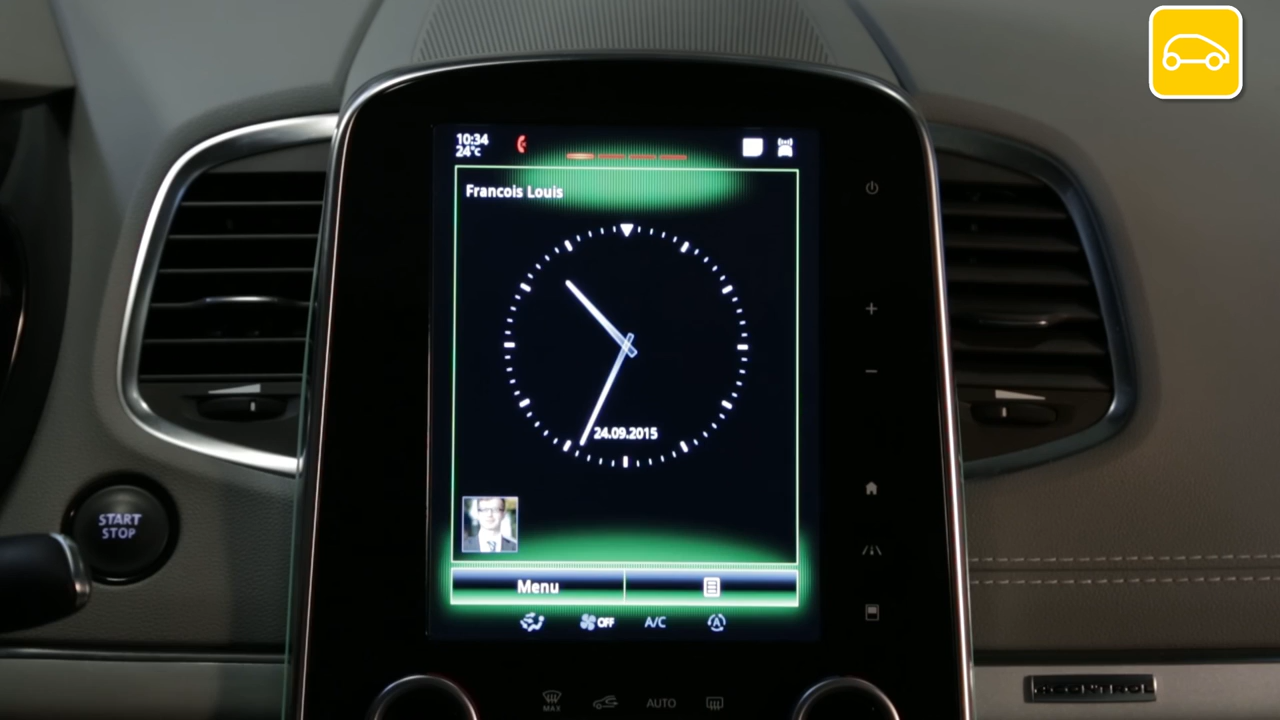 10:34
24°c
Francois Louis
24.09.2015
START
STOP
Menu
OFF
A/C
A
MAX
AUTO